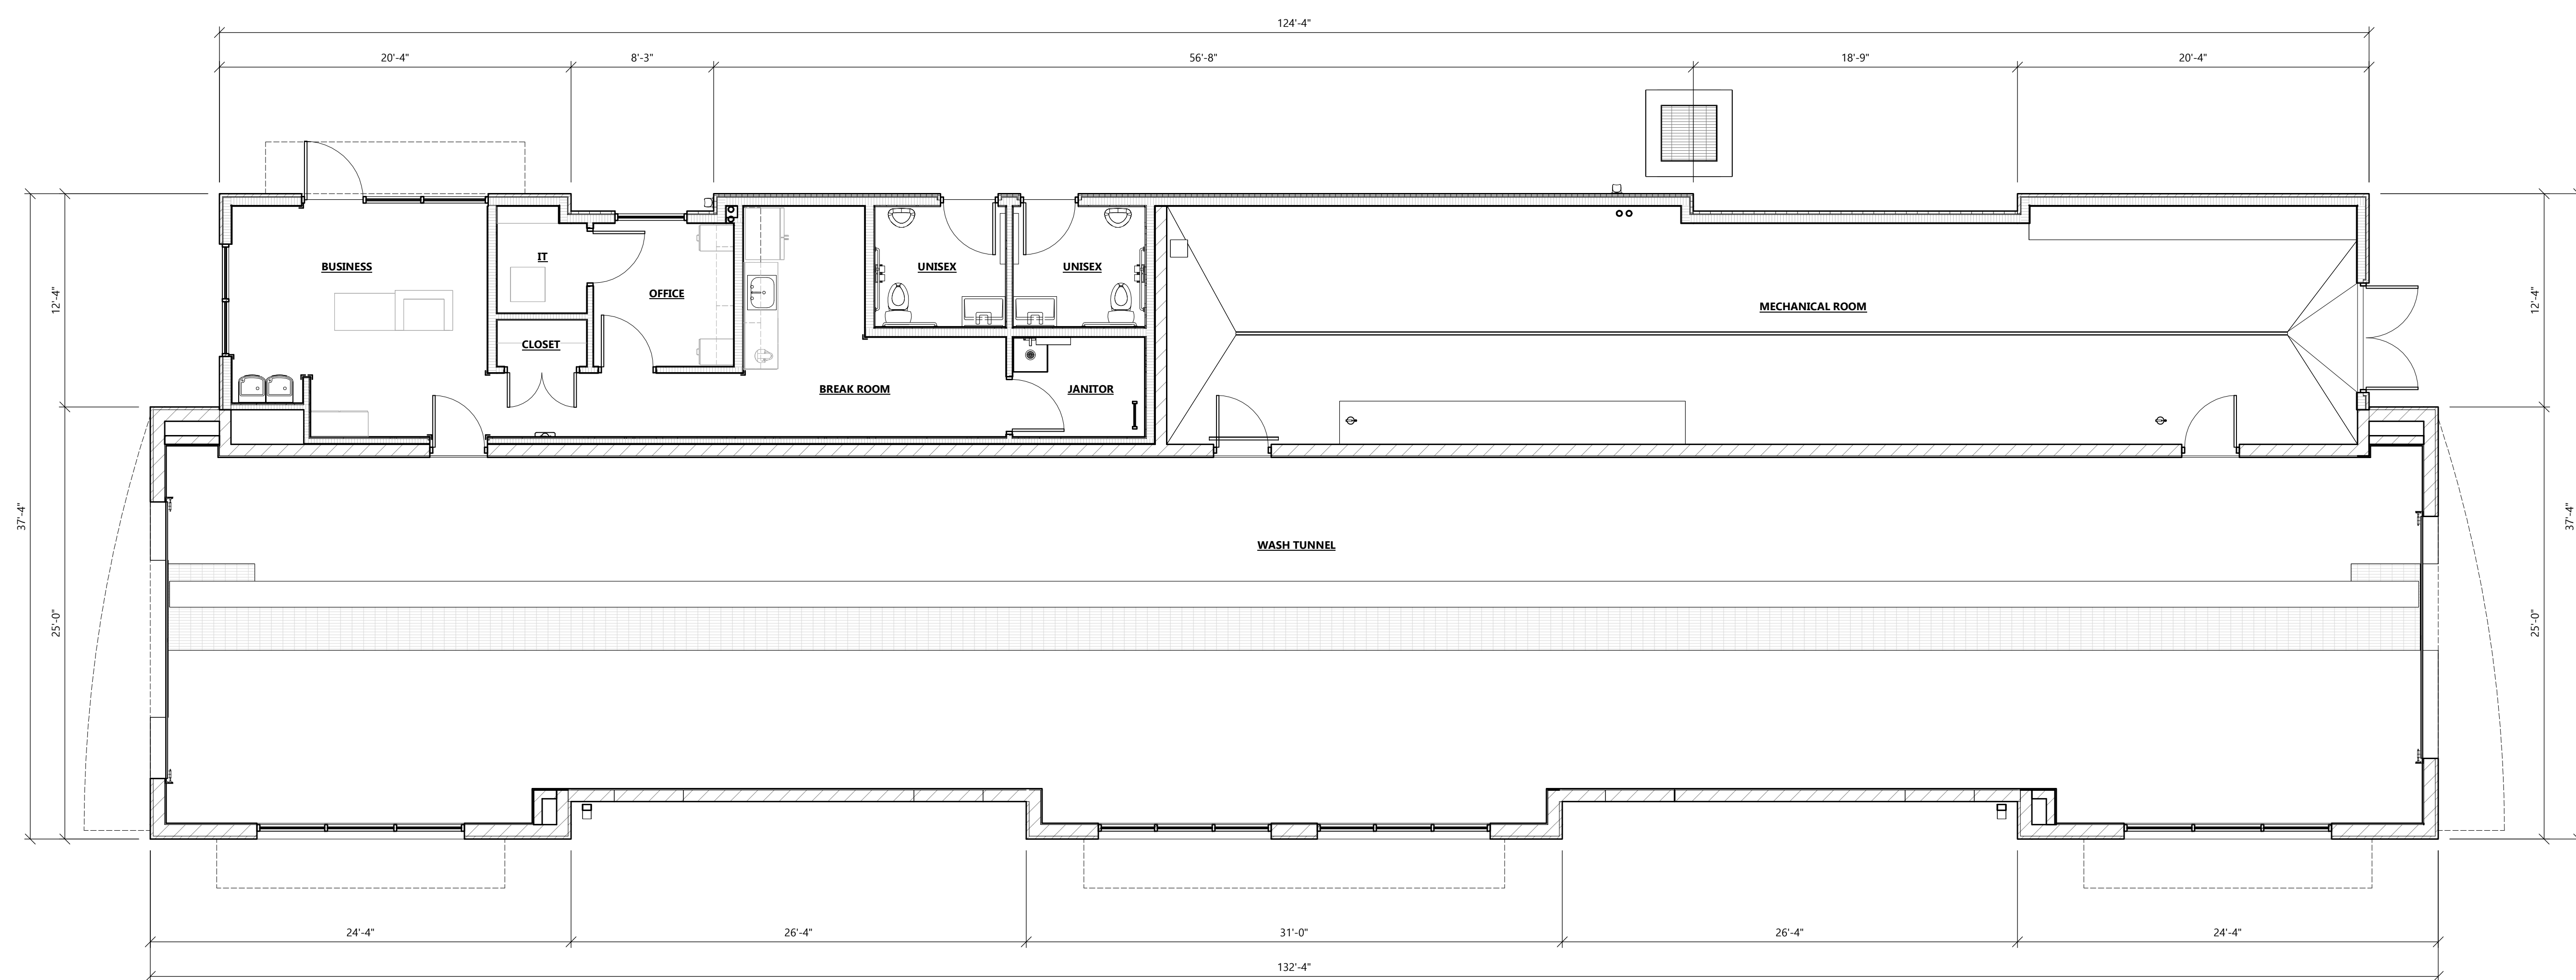 124'-4"
20'-4"
8'-3"
56'-8"
18'-9"
20'-4"
BUSINESS
IT
OFFICE
UNISEX
UNISEX
MECHANICAL ROOM
12'-4"
12'-4"
CLOSET
BREAK ROOM
JANITOR
37'-4"
37'-4"
WASH TUNNEL
25'-0"
25'-0"
24'-4"
26'-4"
31'-0"
26'-4"
24'-4"
132'-4"